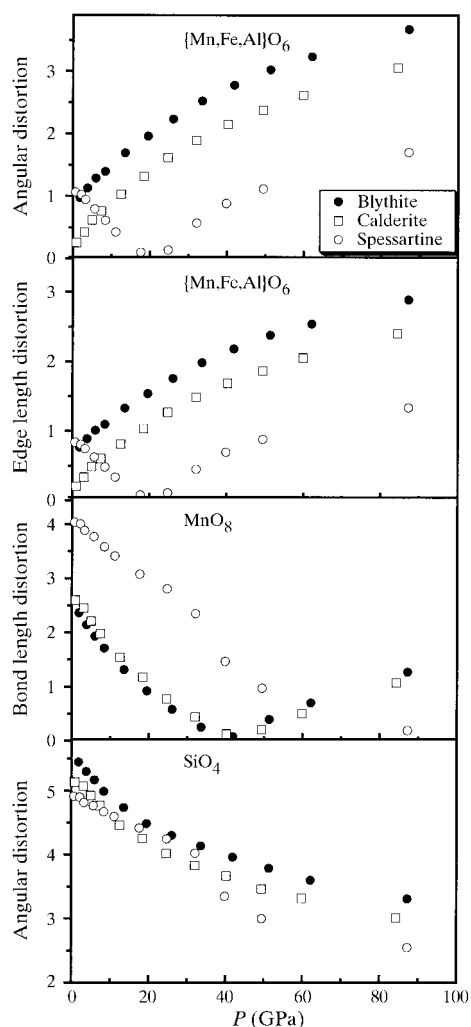 {Mn,Fe,Al}O6
Angular distortion
3
2
1
0
Blythite
Calderite
Spessartine
{Mn,Fe,Al}O6
Edge length distortion
3
2
1
0
MnO8
Bond length distortion
4
3
2
1
0
SiO4
Angular distortion
5
4
3
2
0 20 40 60 80 100
P (GPa)